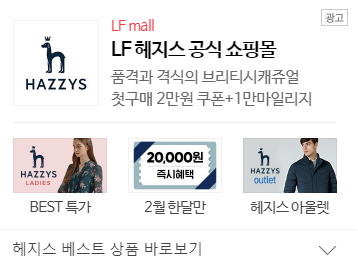 광고
LF mall
LF 헤지스 공식 쇼핑몰
품격과 격식의 브리티시캐쥬얼
첫구매 2만원 쿠폰+1만마일리지
HAZZYS
HAZZYS
LADIES
20,000원
즉시혜택
HAZZYS
outlet
BEST 특가
2월 한달만
헤지스 아울렛
헤지스 베스트 상품 바로보기